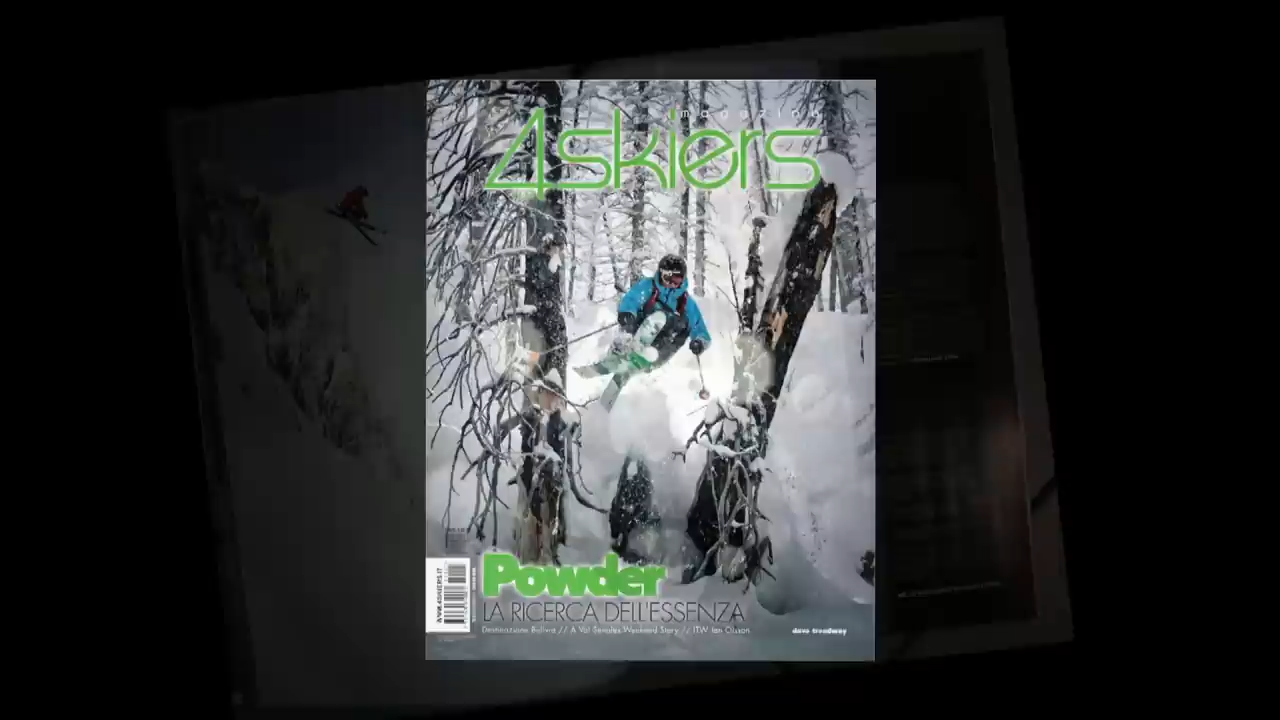 magazine
4skiers
WWW.4SKIERS.IT
Powder
LA RICERCA DELL'ESSENZA
Destinazione Bolivia // A Val Senales Weekend Story // ITW Ian Olsson
dave treadway